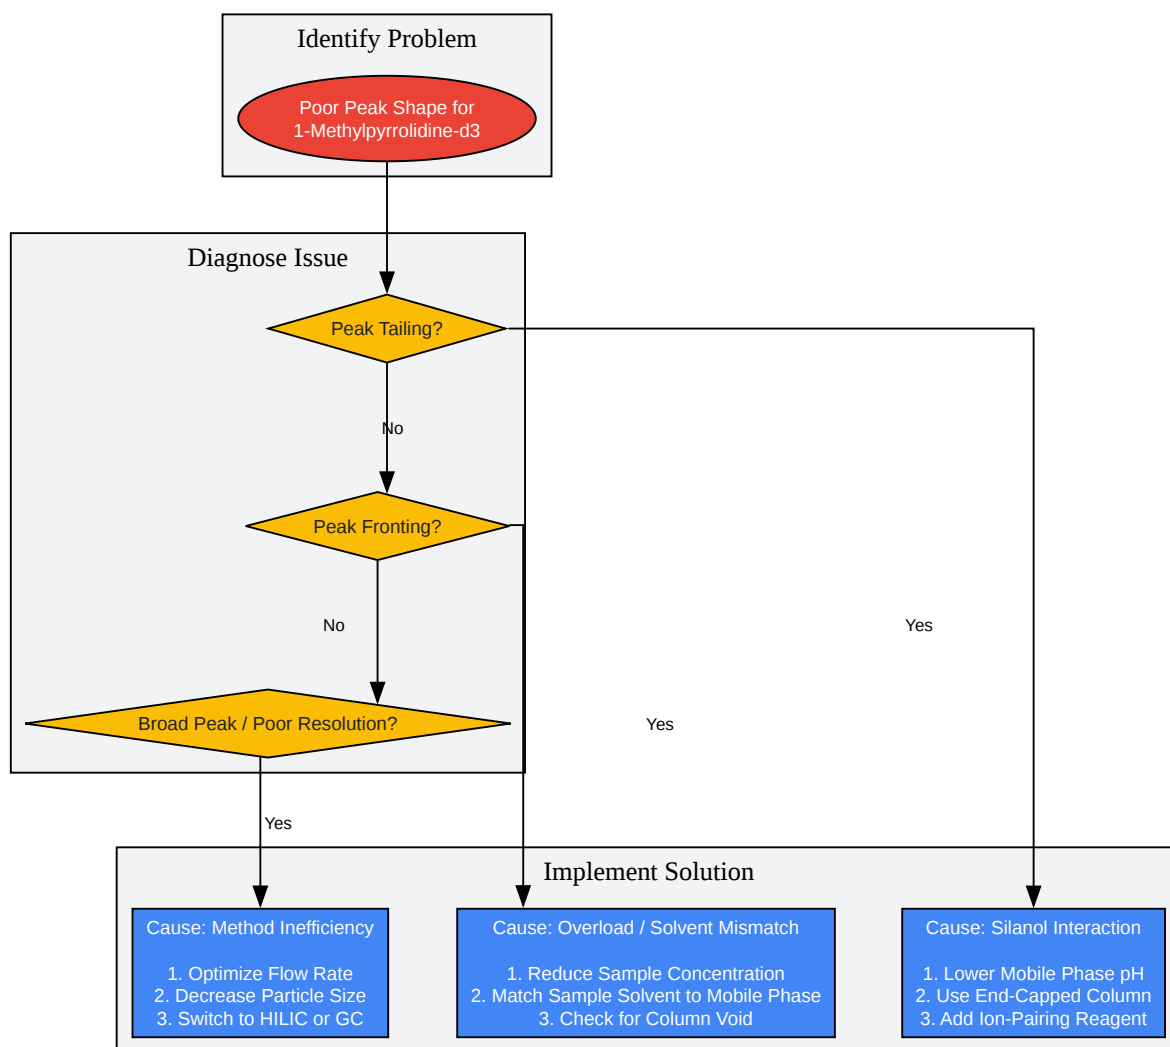 Identify Problem
Poor Peak Shape for
1-Methylpyrrolidine-d3
Diagnose Issue
Peak Tailing?
No
Peak Fronting?
No
Yes
Broad Peak / Poor Resolution?
Yes
Yes
Implement Solution
Cause: Method Inefficiency
1. Optimize Flow Rate
2. Decrease Particle Size
3. Switch to HILIC or GC
Cause: Overload / Solvent Mismatch
1. Reduce Sample Concentration
2. Match Sample Solvent to Mobile Phase
3. Check for Column Void
Cause: Silanol Interaction
1. Lower Mobile Phase pH
2. Use End-Capped Column
3. Add Ion-Pairing Reagent